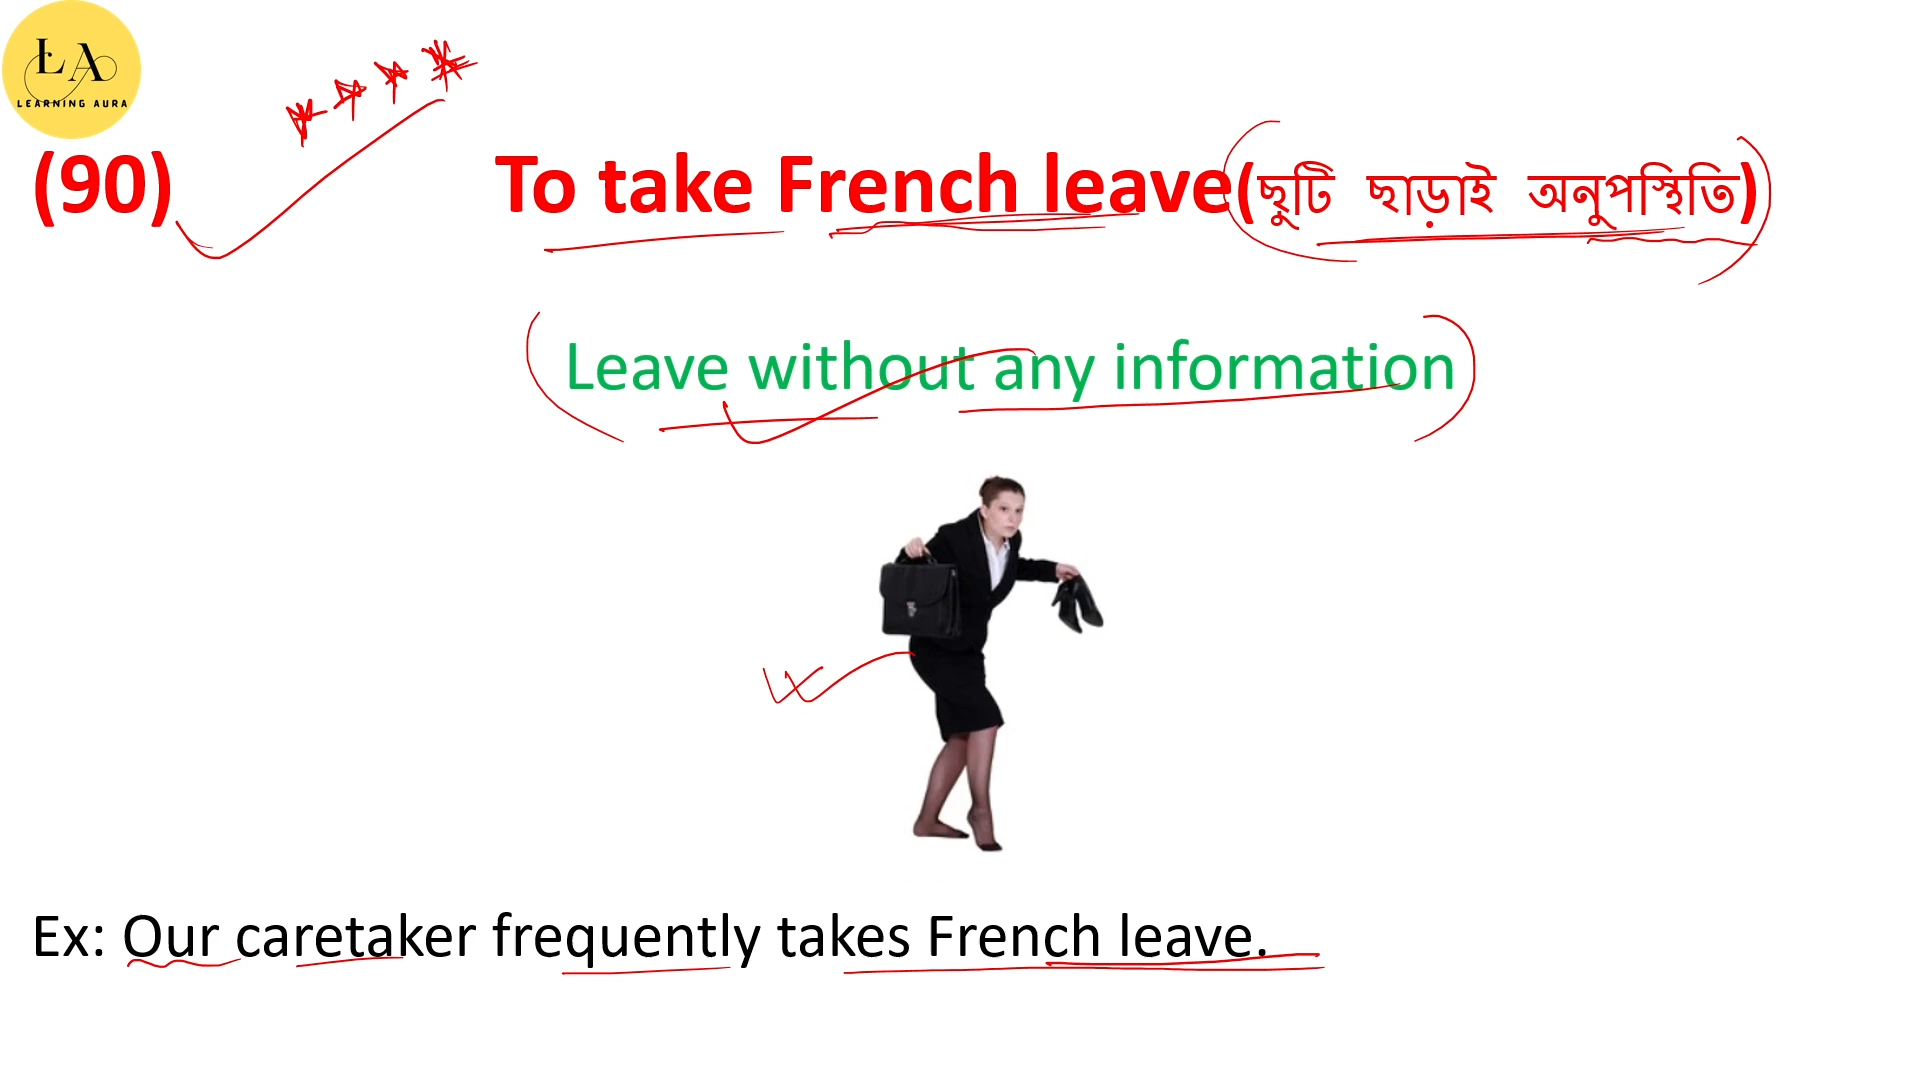 LA
LEARNING AURA
(90) To take French leave(ছুটি ছাড়াই অনুপস্থিতি)
Leave without any information
Ex: Our caretaker frequently takes French leave.